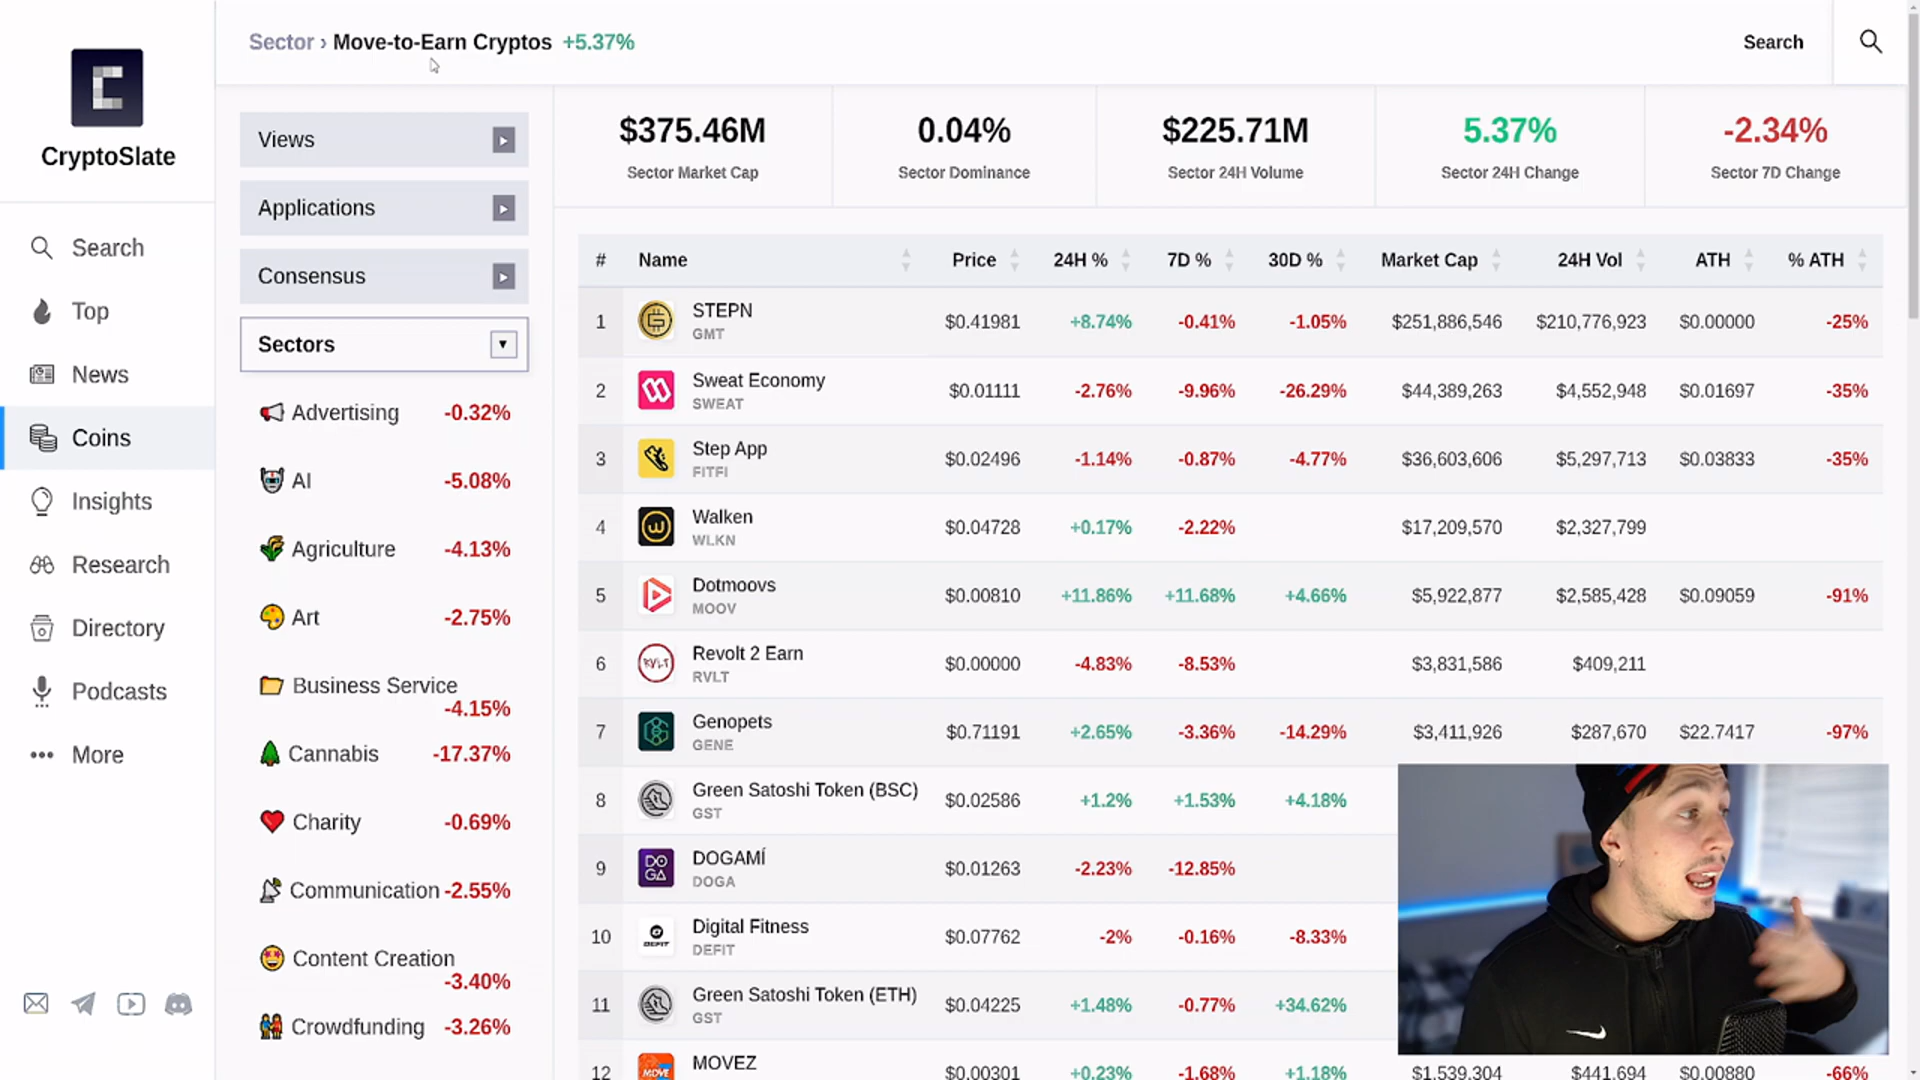 CryptoSlate
Search
Top
News
Coins
Insights
Research
Directory
Podcasts
More
Sector › Move-to-Earn Cryptos +5.37%
Search
Views
Applications
Consensus
Sectors
Advertising -0.32%
AI -5.08%
Agriculture -4.13%
Art -2.75%
Business Service
-4.15%
Cannabis -17.37%
Charity -0.69%
Communication -2.55%
Content Creation
-3.40%
Crowdfunding -3.26%
$375.46M 0.04% $225.71M 5.37% -2.34%
Sector Market Cap Sector Dominance Sector 24H Volume Sector 24H Change Sector 7D Change
# Name Price 24H % 7D % 30D % Market Cap 24H Vol ATH % ATH
1 STEPN $0.41981 +8.74% -0.41% -1.05% $251,886,546 $210,776,923 $0.00000 -25%
GMT
2 Sweat Economy $0.01111 -2.76% -9.96% -26.29% $44,389,263 $4,552,948 $0.01697 -35%
SWEAT
3 Step App $0.02496 -1.14% -0.87% -4.77% $36,603,606 $5,297,713 $0.03833 -35%
FITFI
4 Walken $0.04728 +0.17% -2.22% $17,209,570 $2,327,799
WLKN
5 Dotmoovs $0.00810 +11.86% +11.68% +4.66% $5,922,877 $2,585,428 $0.09059 -91%
MOOV
6 RVLT Revolt 2 Earn $0.00000 -4.83% -8.53% $3,831,586 $409,211
RVLT
7 Genopets $0.71191 +2.65% -3.36% -14.29% $3,411,926 $287,670 $22.7417 -97%
GENE
8 Green Satoshi Token (BSC) $0.02586 +1.2% +1.53% +4.18%
GST
9 DOGA DOGAMÍ $0.01263 -2.23% -12.85%
DOGA
10 DEFIT Digital Fitness $0.07762 -2% -0.16% -8.33%
DEFIT
11 Green Satoshi Token (ETH) $0.04225 +1.48% -0.77% +34.62%
GST
12 MOVE MOVEZ $0.00301 +0.23% -1.68% +1.18% $1,539,304 $441,694 $0.00880 -66%